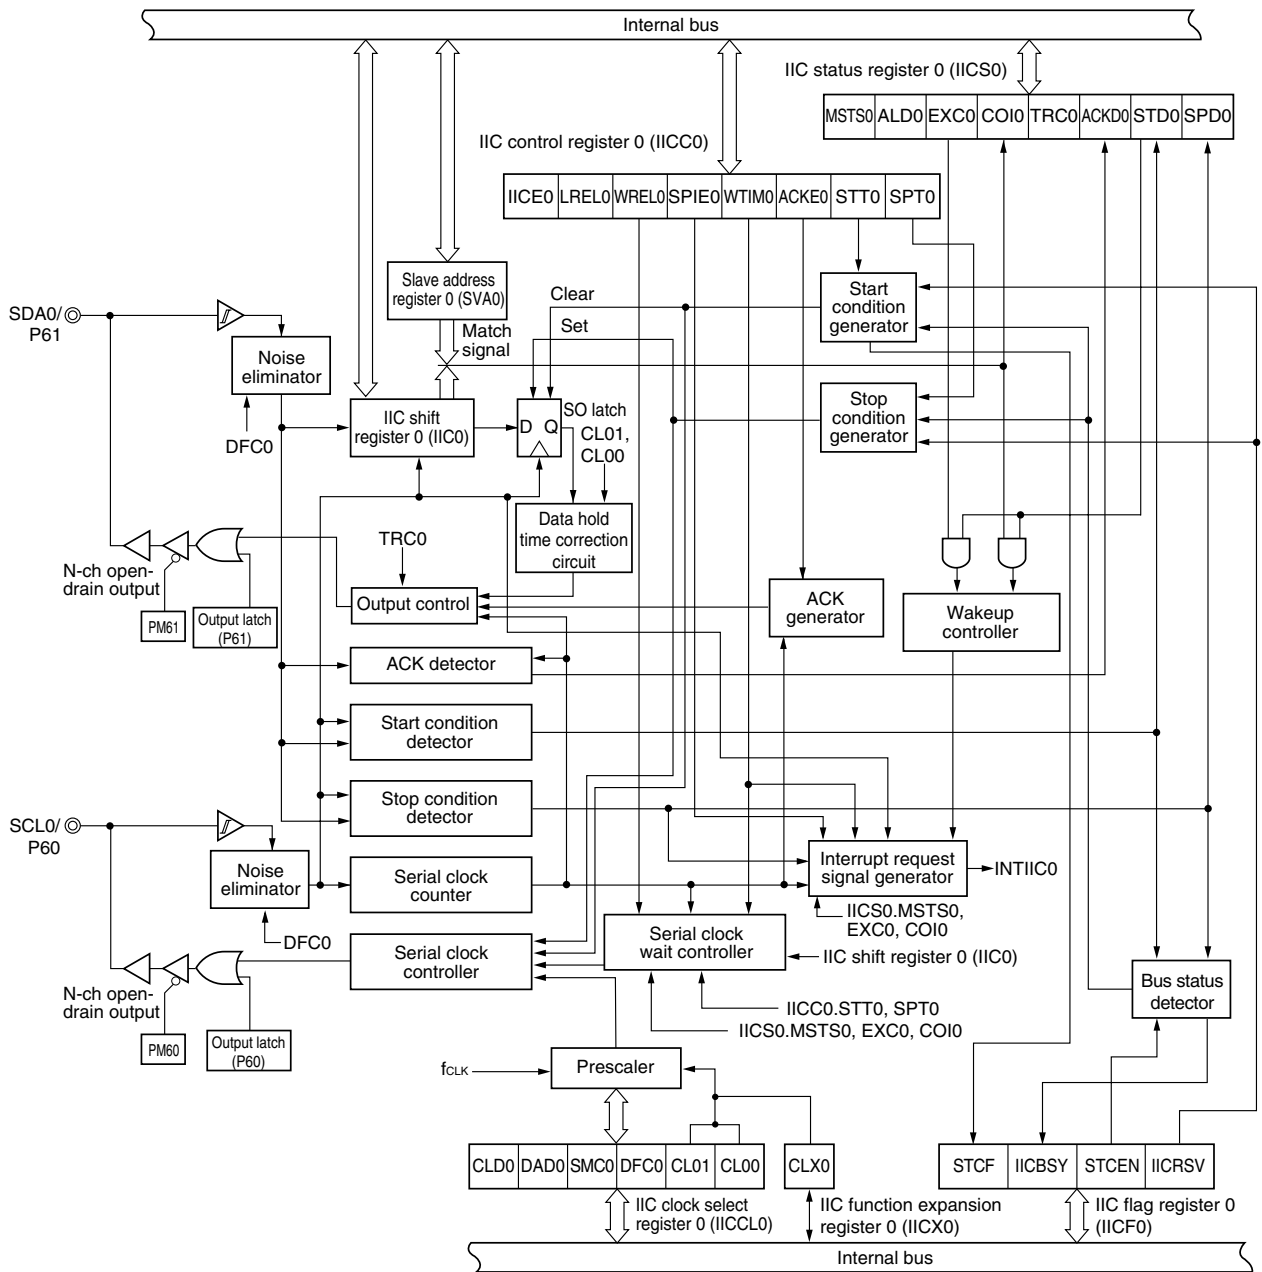 Internal bus
IIC status register 0 (IICS0)
MSTS0 ALD0 EXC0 COI0 TRC0 ACKD0 STD0 SPD0
IIC control register 0 (IICC0)
IICE0 LREL0 WREL0 SPIE0 WTIM0 ACKE0 STT0 SPT0
Slave address
register 0 (SVA0)
Clear
Set
Match
signal
Start
condition
generator
SDA0/
P61
Noise
eliminator
DFC0
IIC shift
register 0 (IIC0)
D Q
SO latch
CL01,
CL00
Stop
condition
generator
Data hold
time correction
circuit
TRC0
N-ch open-
drain output
PM61
Output latch
(P61)
Output control
ACK
generator
Wakeup
controller
ACK detector
Start condition
detector
Stop condition
detector
SCL0/
P60
Noise
eliminator
DFC0
Serial clock
counter
Interrupt request
signal generator
INTIIC0
IICS0.MSTS0,
EXC0, COI0
Serial clock
wait controller
IIC shift register 0 (IIC0)
Serial clock
controller
N-ch open-
drain output
PM60
Output latch
(P60)
Bus status
detector
IICC0.STT0, SPT0
IICS0.MSTS0, EXC0, COI0
fCLK
Prescaler
CLD0 DAD0 SMC0 DFC0 CL01 CL00
CLX0
STCF IICBSY STCEN IICRSV
IIC clock select
register 0 (IICCL0)
IIC function expansion
register 0 (IICX0)
IIC flag register 0
(IICF0)
Internal bus